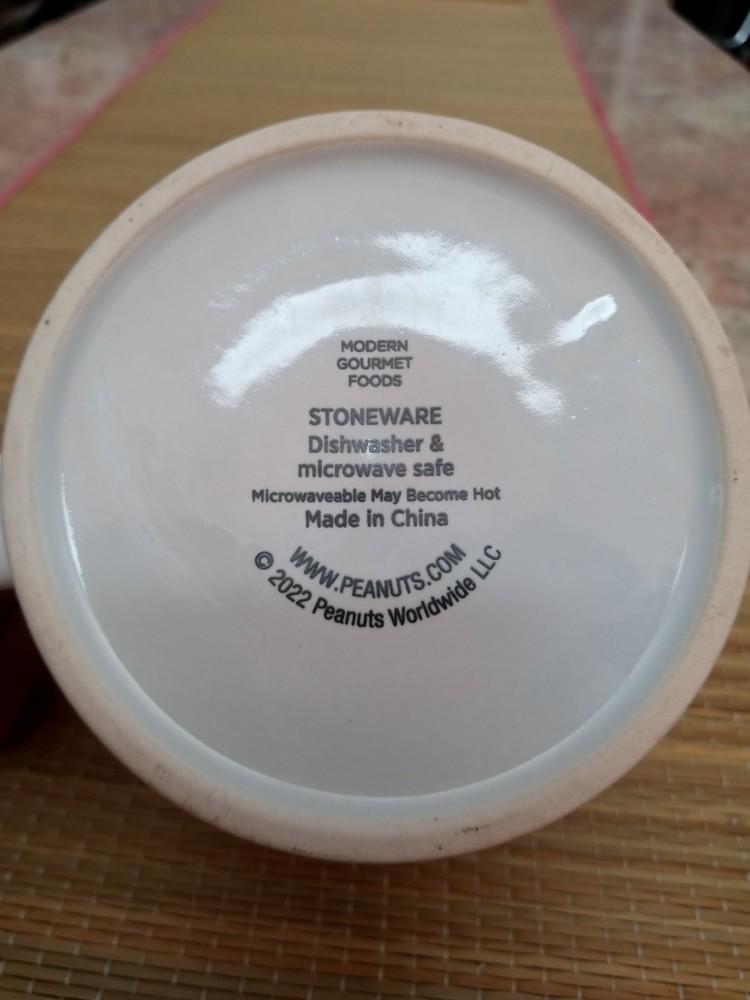 MODERN
GOURMET
FOODS
STONEWARE
Dishwasher &
microwave safe
Microwaveable May Become Hot
Made in China
WWW.PEANUTS.COM
© 2022 Peanuts Worldwide LLC